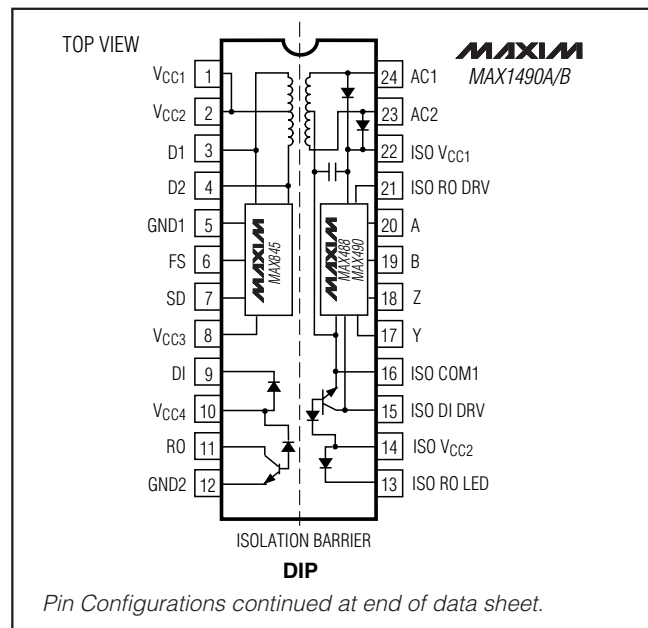 TOP VIEW
MAXIM
MAX1490A/B
VCC1 1
VCC2 2
D1 3
D2 4
GND1 5
FS 6
SD 7
VCC3 8
DI 9
VCC4 10
RO 11
GND2 12
MAXIM
MAX845
MAXIM
MAX488
MAX490
24 AC1
23 AC2
22 ISO VCC1
21 ISO RO DRV
20 A
19 B
18 Z
17 Y
16 ISO COM1
15 ISO DI DRV
14 ISO VCC2
13 ISO RO LED
ISOLATION BARRIER
DIP
Pin Configurations continued at end of data sheet.